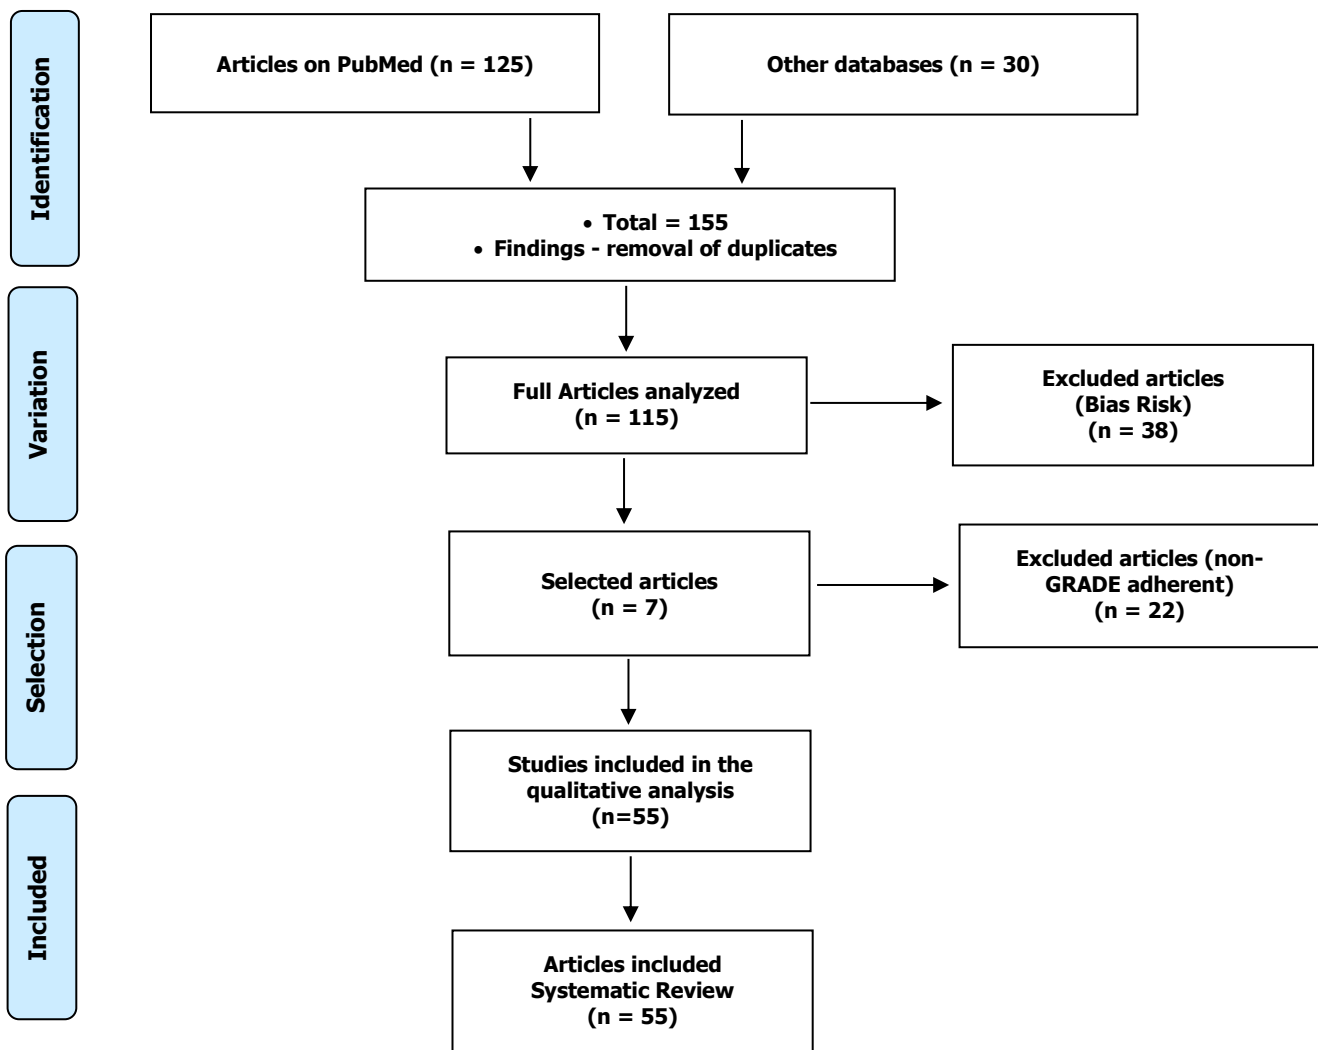 Identification
Articles on PubMed (n = 125)
Other databases (n = 30)
• Total = 155
• Findings - removal of duplicates
Variation
Full Articles analyzed
(n = 115)
Excluded articles
(Bias Risk)
(n = 38)
Selection
Selected articles
(n = 7)
Excluded articles (non-
GRADE adherent)
(n = 22)
Studies included in the
qualitative analysis
(n=55)
Included
Articles included
Systematic Review
(n = 55)